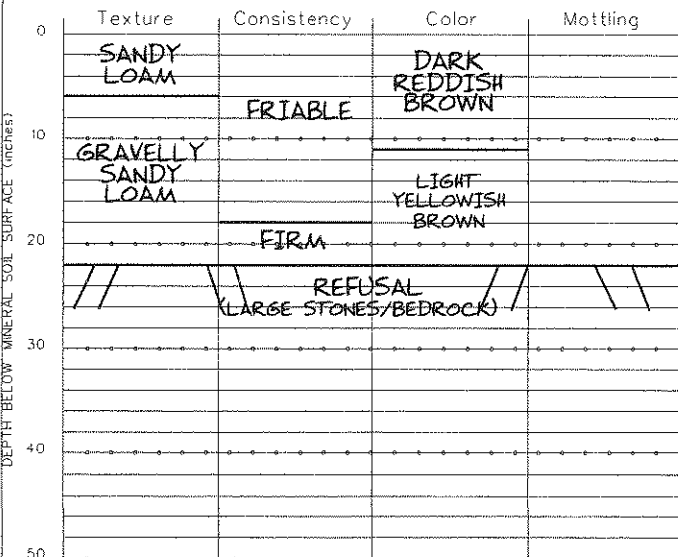 Texture Consistency Color Mottling
0
SANDY
LOAM
DARK
REDDISH
BROWN
FRIABLE
10
GRAVELLY
SANDY
LOAM
LIGHT
YELLOWISH
BROWN
20
FIRM
REFUSAL
(LARGE STONES/BEDROCK)
30
40
50
DEPTH BELOW MINERAL SOIL SURFACE (inches)